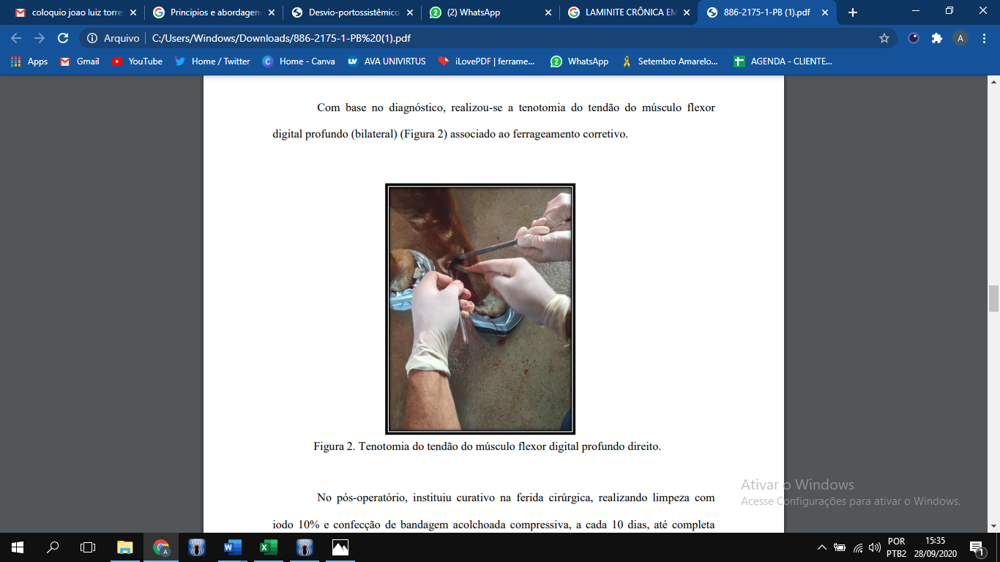 coloquio joao luiz torre
Principios e abordagen
Desvio-portossistêmico
(2) WhatsApp
LAMINITE CRÔNICA EM
886-2175-1-PB (1).pdf
Arquivo
C:/Users/Windows/Downloads/886-2175-1-PB%20(1).pdf
A
Apps
Gmail
YouTube
Home / Twitter
Home - Canva
AVA UNIVIRTUS
iLovePDF | ferrame...
WhatsApp
Setembro Amarelo...
AGENDA - CLIENTE...
Com base no diagnóstico, realizou-se a tenotomia do tendão do músculo flexor
digital profundo (bilateral) (Figura 2) associado ao ferrageamento corretivo.
Figura 2. Tenotomia do tendão do músculo flexor digital profundo direito.
Ativar o Windows
Acesse Configurações para ativar o Windows.
No pós-operatório, instituiu curativo na ferida cirúrgica, realizando limpeza com
iodo 10% e confecção de bandagem acolchoada compressiva, a cada 10 dias, até completa
POR
PTB2
15:35
28/09/2020
1